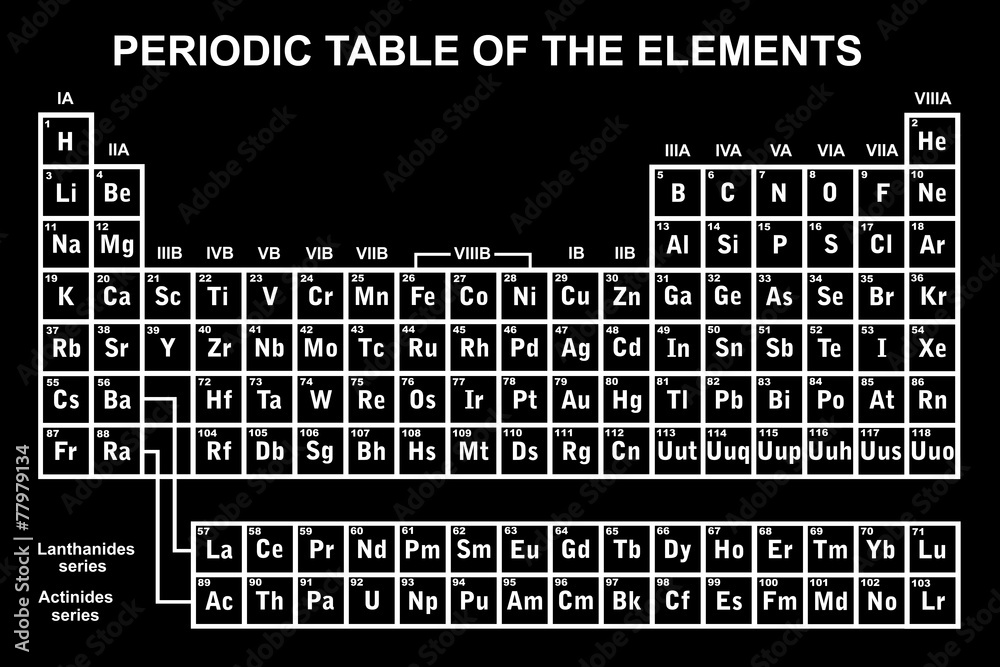 PERIODIC TABLE OF THE ELEMENTS
IA VIIIA
1 H 2 He
IIA IIIA IVA VA VIA VIIA
3 Li 4 Be 5 B 6 C 7 N 8 O 9 F 10 Ne
11 Na 12 Mg 13 Al 14 Si 15 P 16 S 17 Cl 18 Ar
IIIB IVB VB VIB VIIB VIIIB IB IIB
19 K 20 Ca 21 Sc 22 Ti 23 V 24 Cr 25 Mn 26 Fe 27 Co 28 Ni 29 Cu 30 Zn 31 Ga 32 Ge 33 As 34 Se 35 Br 36 Kr
37 Rb 38 Sr 39 Y 40 Zr 41 Nb 42 Mo 43 Tc 44 Ru 45 Rh 46 Pd 47 Ag 48 Cd 49 In 50 Sn 51 Sb 52 Te 53 I 54 Xe
55 Cs 56 Ba 72 Hf 73 Ta 74 W 75 Re 76 Os 77 Ir 78 Pt 79 Au 80 Hg 81 Tl 82 Pb 83 Bi 84 Po 85 At 86 Rn
87 Fr 88 Ra 104 Rf 105 Db 106 Sg 107 Bh 108 Hs 109 Mt 110 Ds 111 Rg 112 Cn 113 Uut 114 Uuq 115 Uup 116 Uuh 117 Uus 118 Uuo
Lanthanides
series
57 La 58 Ce 59 Pr 60 Nd 61 Pm 62 Sm 63 Eu 64 Gd 65 Tb 66 Dy 67 Ho 68 Er 69 Tm 70 Yb 71 Lu
Actinides
series
89 Ac 90 Th 91 Pa 92 U 93 Np 94 Pu 95 Am 96 Cm 97 Bk 98 Cf 99 Es 100 Fm 101 Md 102 No 103 Lr
Adobe Stock | #77979134